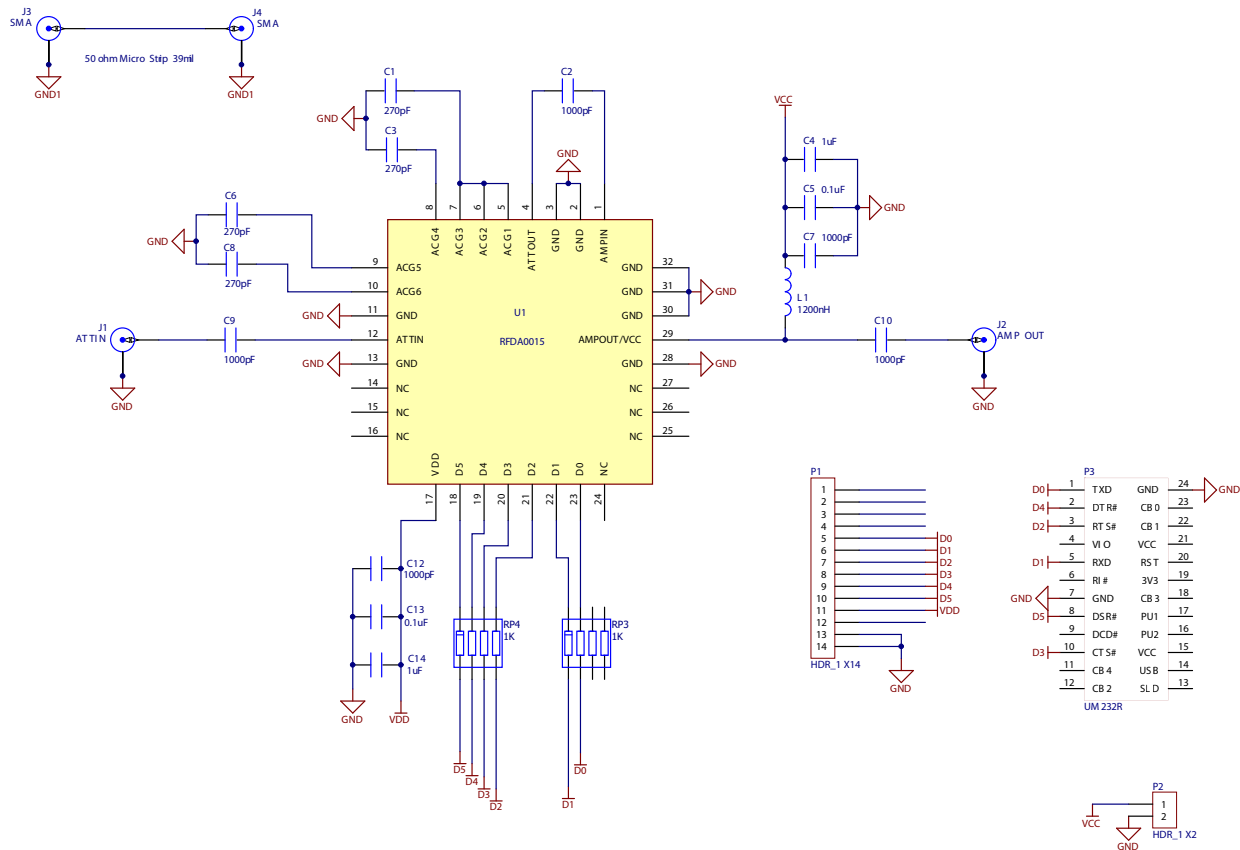 J3
SMA
J4
SMA
50 ohm Micro Strip 39mil
GND1
GND1
C1
270pF
GND
C3
270pF
C2
1000pF
GND
VCC
C4
1uF
C5
0.1uF
GND
C7
1000pF
L1
1200nH
C6
270pF
GND
C8
270pF
8
7
6
5
4
3
2
1
ACG4
ACG3
ACG2
ACG1
ATTOUT
GND
GND
AMPIN
9
ACG5
10
ACG6
GND
11
GND
J1
ATTIN
C9
1000pF
12
ATTIN
GND
13
GND
14
NC
15
NC
16
NC
GND
U1
RFDA0015
GND
32
GND
31
GND
GND
30
AMPOUT/VCC
29
C10
1000pF
J2
AMP OUT
GND
GND
28
GND
NC
27
NC
26
NC
25
VDD
D5
D4
D3
D2
D1
D0
NC
17
18
19
20
21
22
23
24
C12
1000pF
C13
0.1uF
C14
1uF
GND
VDD
RP4
1K
RP3
1K
D5
D4
D3
D2
D0
D1
P1
1
2
3
4
5
D0
6
D1
7
D2
8
D3
9
D4
10
D5
11
VDD
12
13
14
HDR_1 X14
GND
P3
D0
1
TXD
GND
24
GND
D4
2
DTR#
CB0
23
D2
3
RTS#
CB1
22
4
VIO
VCC
21
D1
5
RXD
RST
20
6
RI#
3V3
19
GND
7
GND
CB3
18
D5
8
DSR#
PU1
17
9
DCD#
PU2
16
D3
10
CTS#
VCC
15
11
CB4
USB
14
12
CB2
SLD
13
UM232R
P2
VCC
1
2
GND
HDR_1 X2